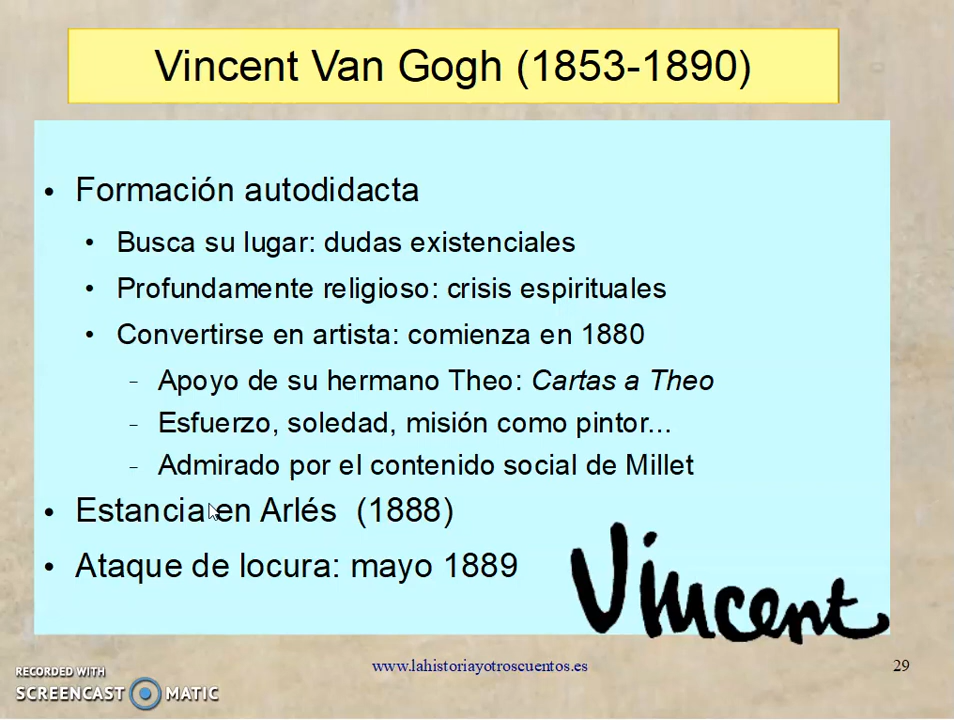 Vincent Van Gogh (1853-1890)
• Formación autodidacta
• Busca su lugar: dudas existenciales
• Profundamente religioso: crisis espirituales
• Convertirse en artista: comienza en 1880
– Apoyo de su hermano Theo: Cartas a Theo
– Esfuerzo, soledad, misión como pintor...
– Admirado por el contenido social de Millet
• Estancia en Arlés (1888)
• Ataque de locura: mayo 1889
Vincent
www.lahistoriayotroscuentos.es
29
RECORDED WITH
SCREENCAST MATIC